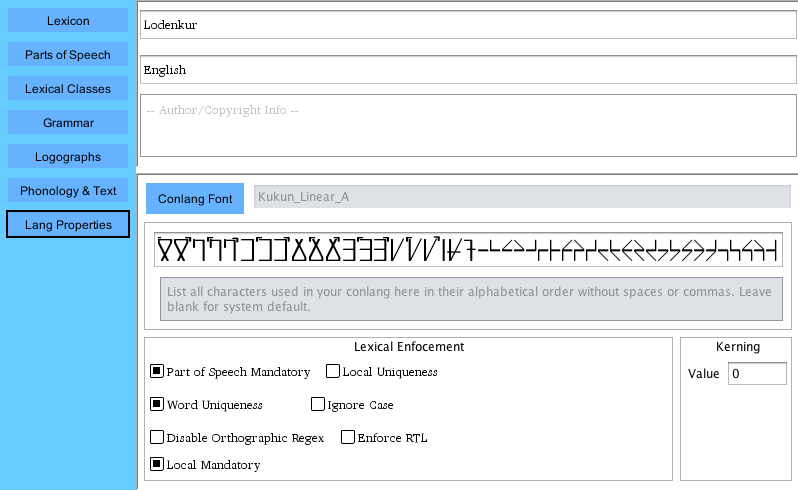 Lexicon
Parts of Speech
Lexical Classes
Grammar
Logographs
Phonology & Text
Lang Properties
Lodenkur
English
-- Author/Copyright Info --
Conlang Font
Kukun_Linear_A
List all characters used in your conlang here in their alphabetical order without spaces or commas. Leave
blank for system default.
Lexical Enfocement
Part of Speech Mandatory
Local Uniqueness
Word Uniqueness
Ignore Case
Disable Orthographic Regex
Enforce RTL
Local Mandatory
Kerning
Value 0